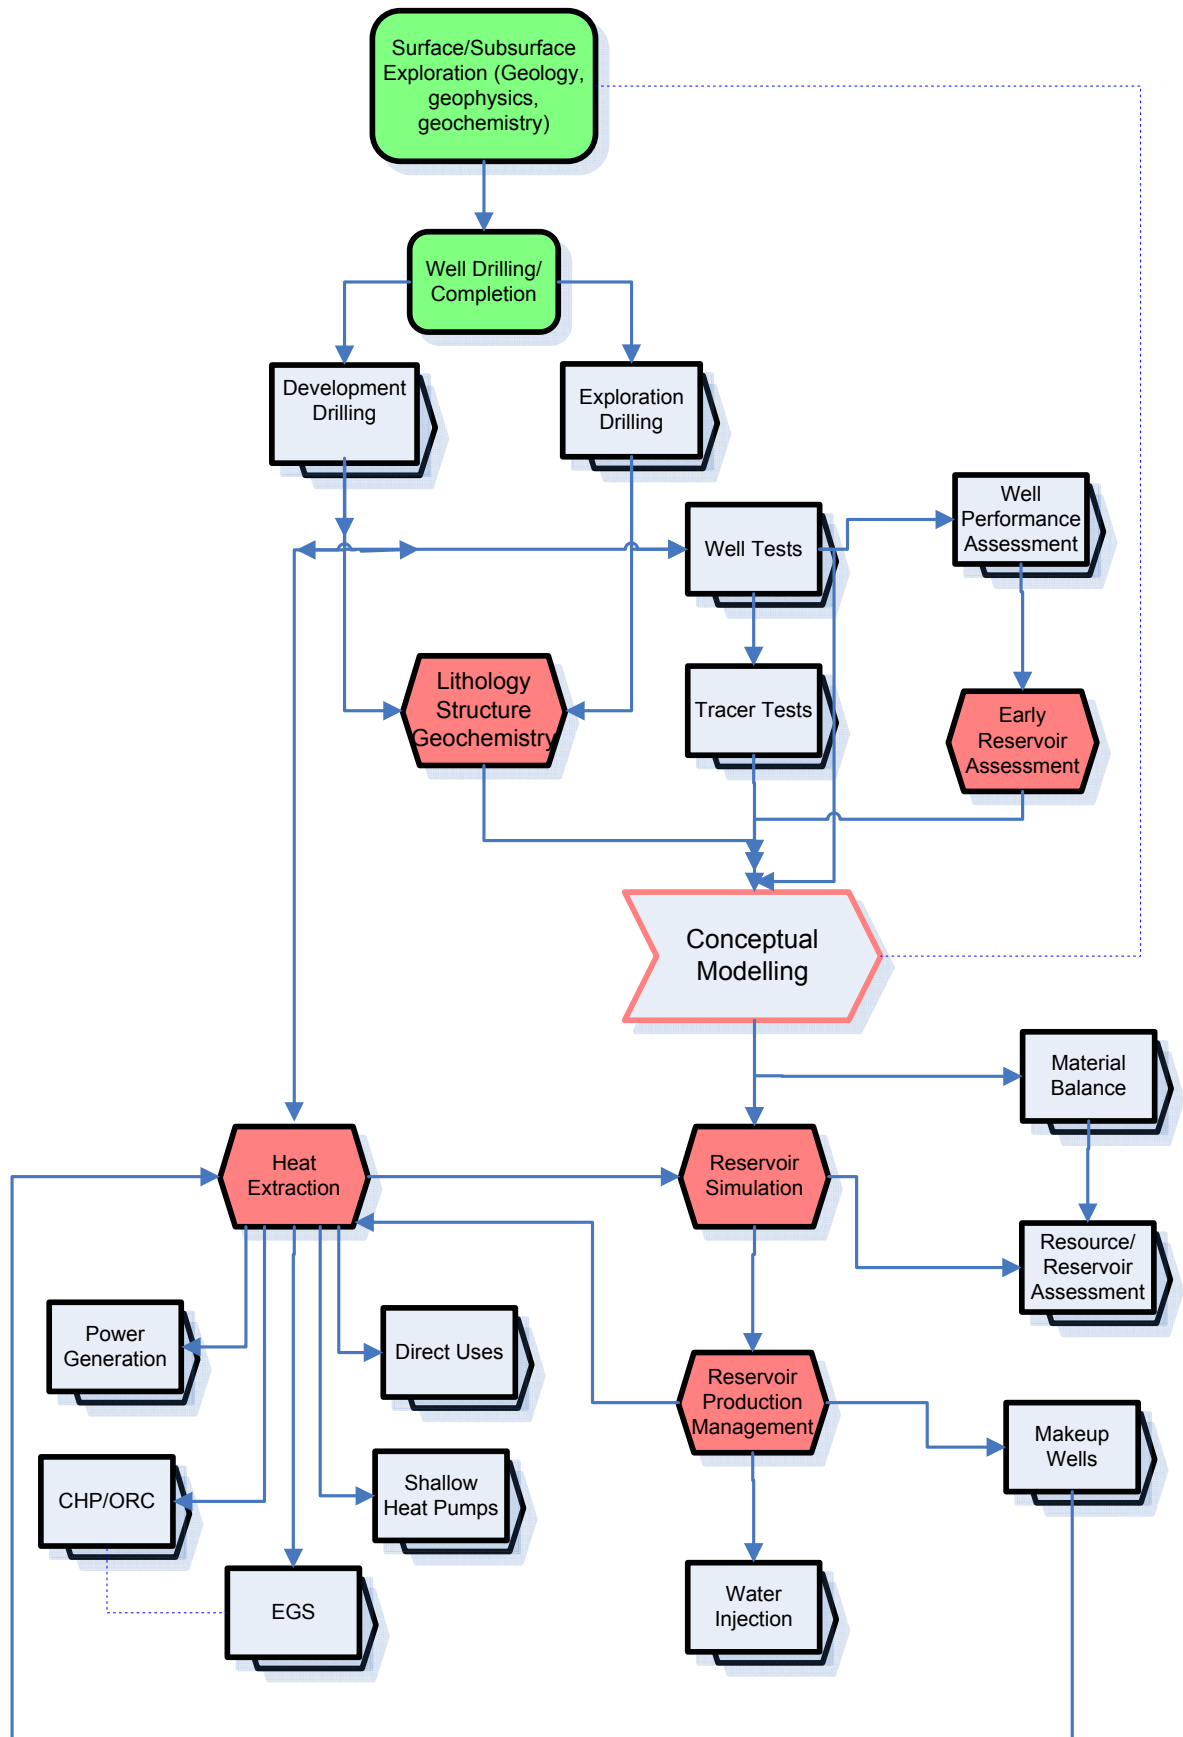 Surface/Subsurface
Exploration (Geology,
geophysics,
geochemistry)
Well Drilling/
Completion
Development
Drilling
Exploration
Drilling
Well Tests
Well
Performance
Assessment
Lithology
Structure
Geochemistry
Tracer Tests
Early
Reservoir
Assessment
Conceptual
Modelling
Material
Balance
Heat
Extraction
Reservoir
Simulation
Resource/
Reservoir
Assessment
Power
Generation
Direct Uses
Reservoir
Production
Management
Makeup
Wells
CHP/ORC
Shallow
Heat Pumps
EGS
Water
Injection